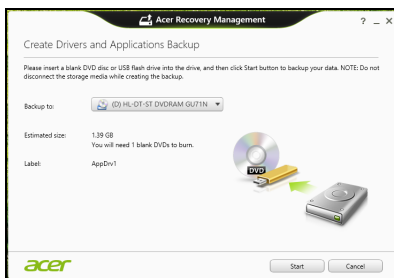 Acer Recovery Management
? _ X
Create Drivers and Applications Backup
Please insert a blank DVD disc or USB flash drive into the drive, and then click Start button to backup your data. NOTE: Do not
disconnect the storage media while creating the backup.
Backup to: (D) HL-DT-ST DVDRAM GU71N
Estimated size: 1.39 GB
You will need 1 blank DVDs to burn.
Label: AppDrv1
DVD
acer
Start Cancel